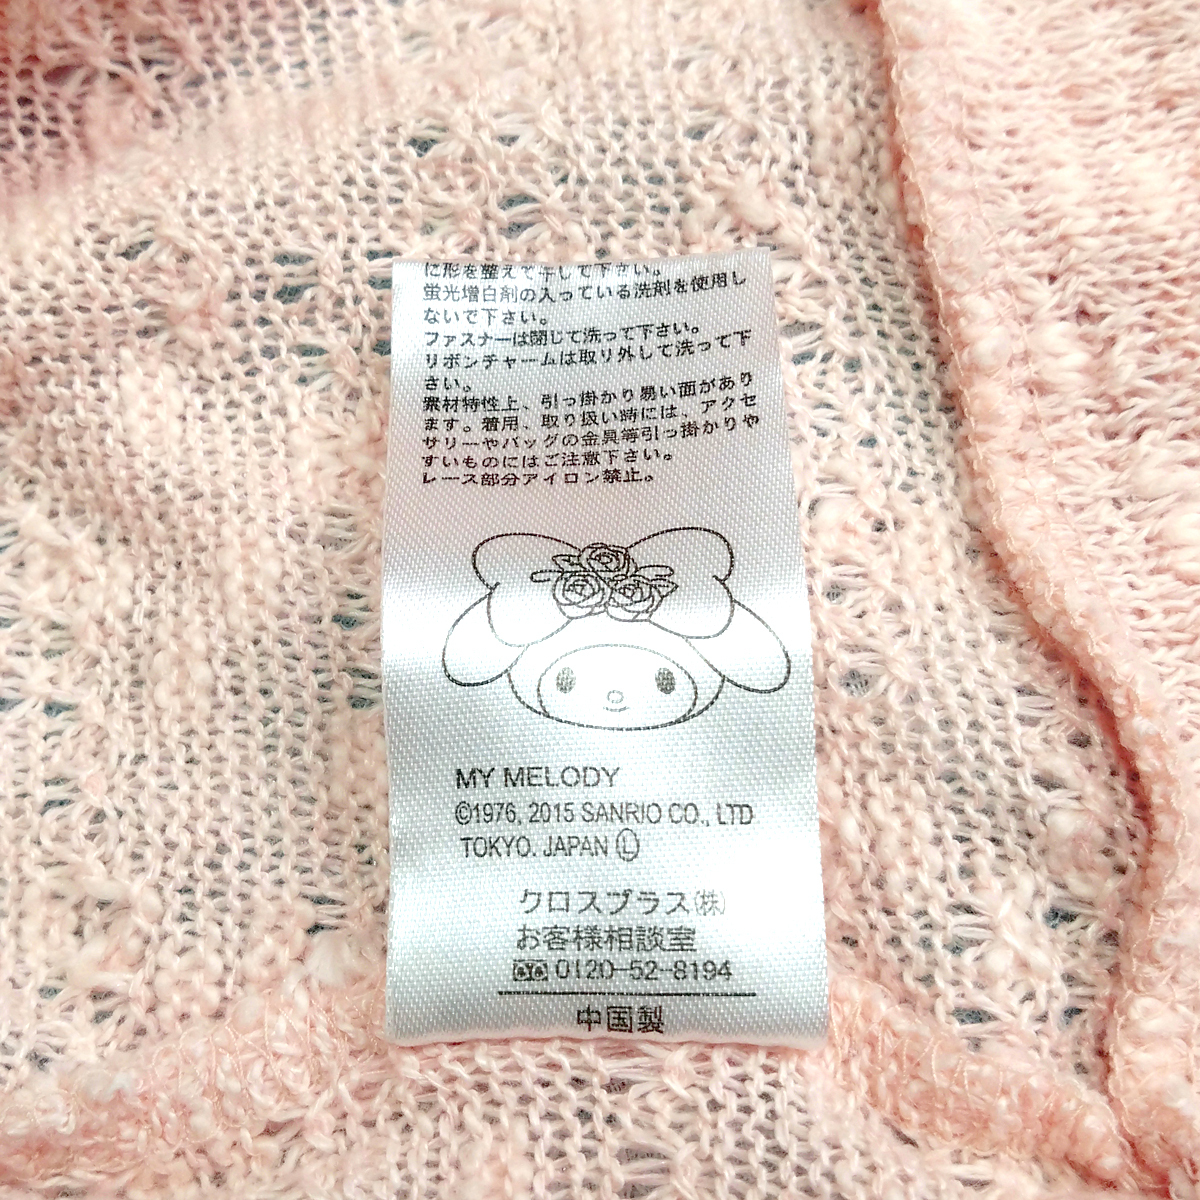 に形を整えて干して下さい。
蛍光増白剤の入っている洗剤を使用し
ないで下さい。
ファスナーは閉じて洗って下さい。
リボンチャームは取り外して洗って下
さい。
素材特性上、引っ掛かり易い面があり
ます。着用、取り扱い時には、アクセ
サリーやバッグの金具等引っ掛かりや
すいものにはご注意下さい。
レース部分アイロン禁止。
MY MELODY
©1976, 2015 SANRIO CO., LTD
TOKYO. JAPAN Ⓛ
クロスプラス㈱
お客様相談室
0120-52-8194
中国製